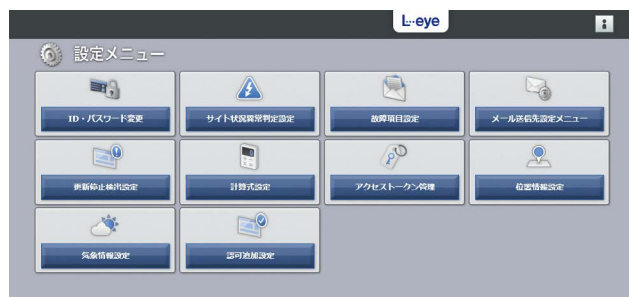 L・eye
i
設定メニュー
ID・パスワード変更
サイト状況異常判定設定
故障項目設定
メール送信先設定メニュー
更新停止検出設定
計算式設定
アクセストークン管理
位置情報設定
気象情報設定
認可追加設定